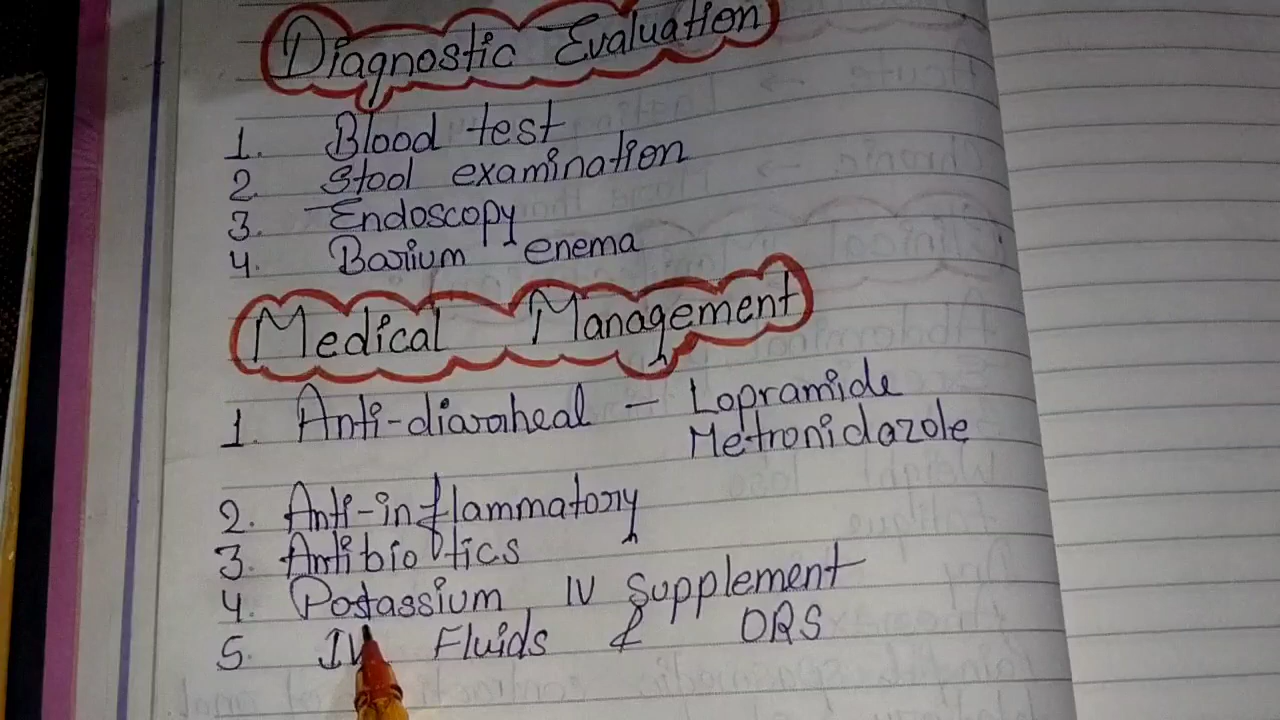 Diagnostic Evaluation
1. Blood test
2. Stool examination
3. Endoscopy
4. Barium enema
Medical Management
1. Anti-diarrheal - Lopramide
Metronidazole
2. Anti-inflammatory
3. Antibiotics
4. Postassium, IV Supplement
5. IV Fluids & ORS